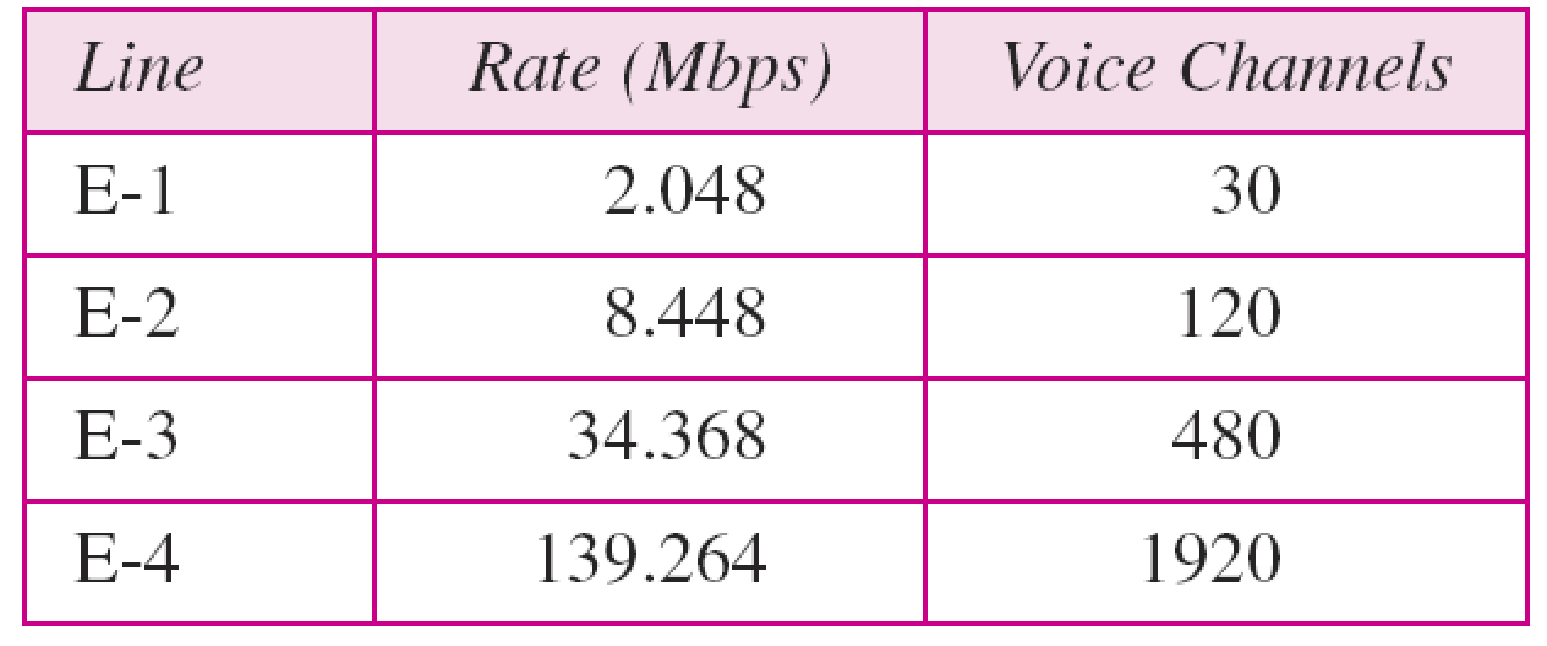 Line Rate (Mbps) Voice Channels
E-1 2.048 30
E-2 8.448 120
E-3 34.368 480
E-4 139.264 1920